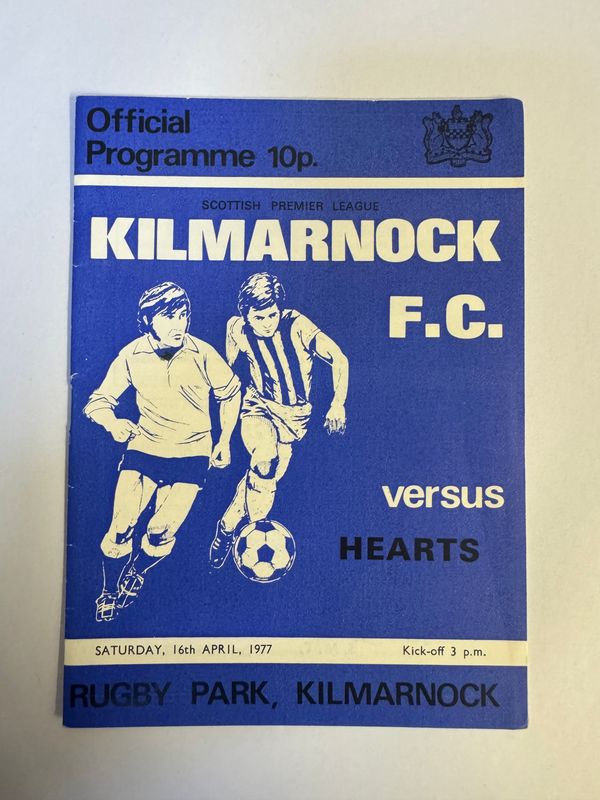 Official
Programme 10p.
SCOTTISH PREMIER LEAGUE
KILMARNOCK
F.C.
versus
HEARTS
SATURDAY, 16th APRIL, 1977 Kick-off 3 p.m.
RUGBY PARK, KILMARNOCK